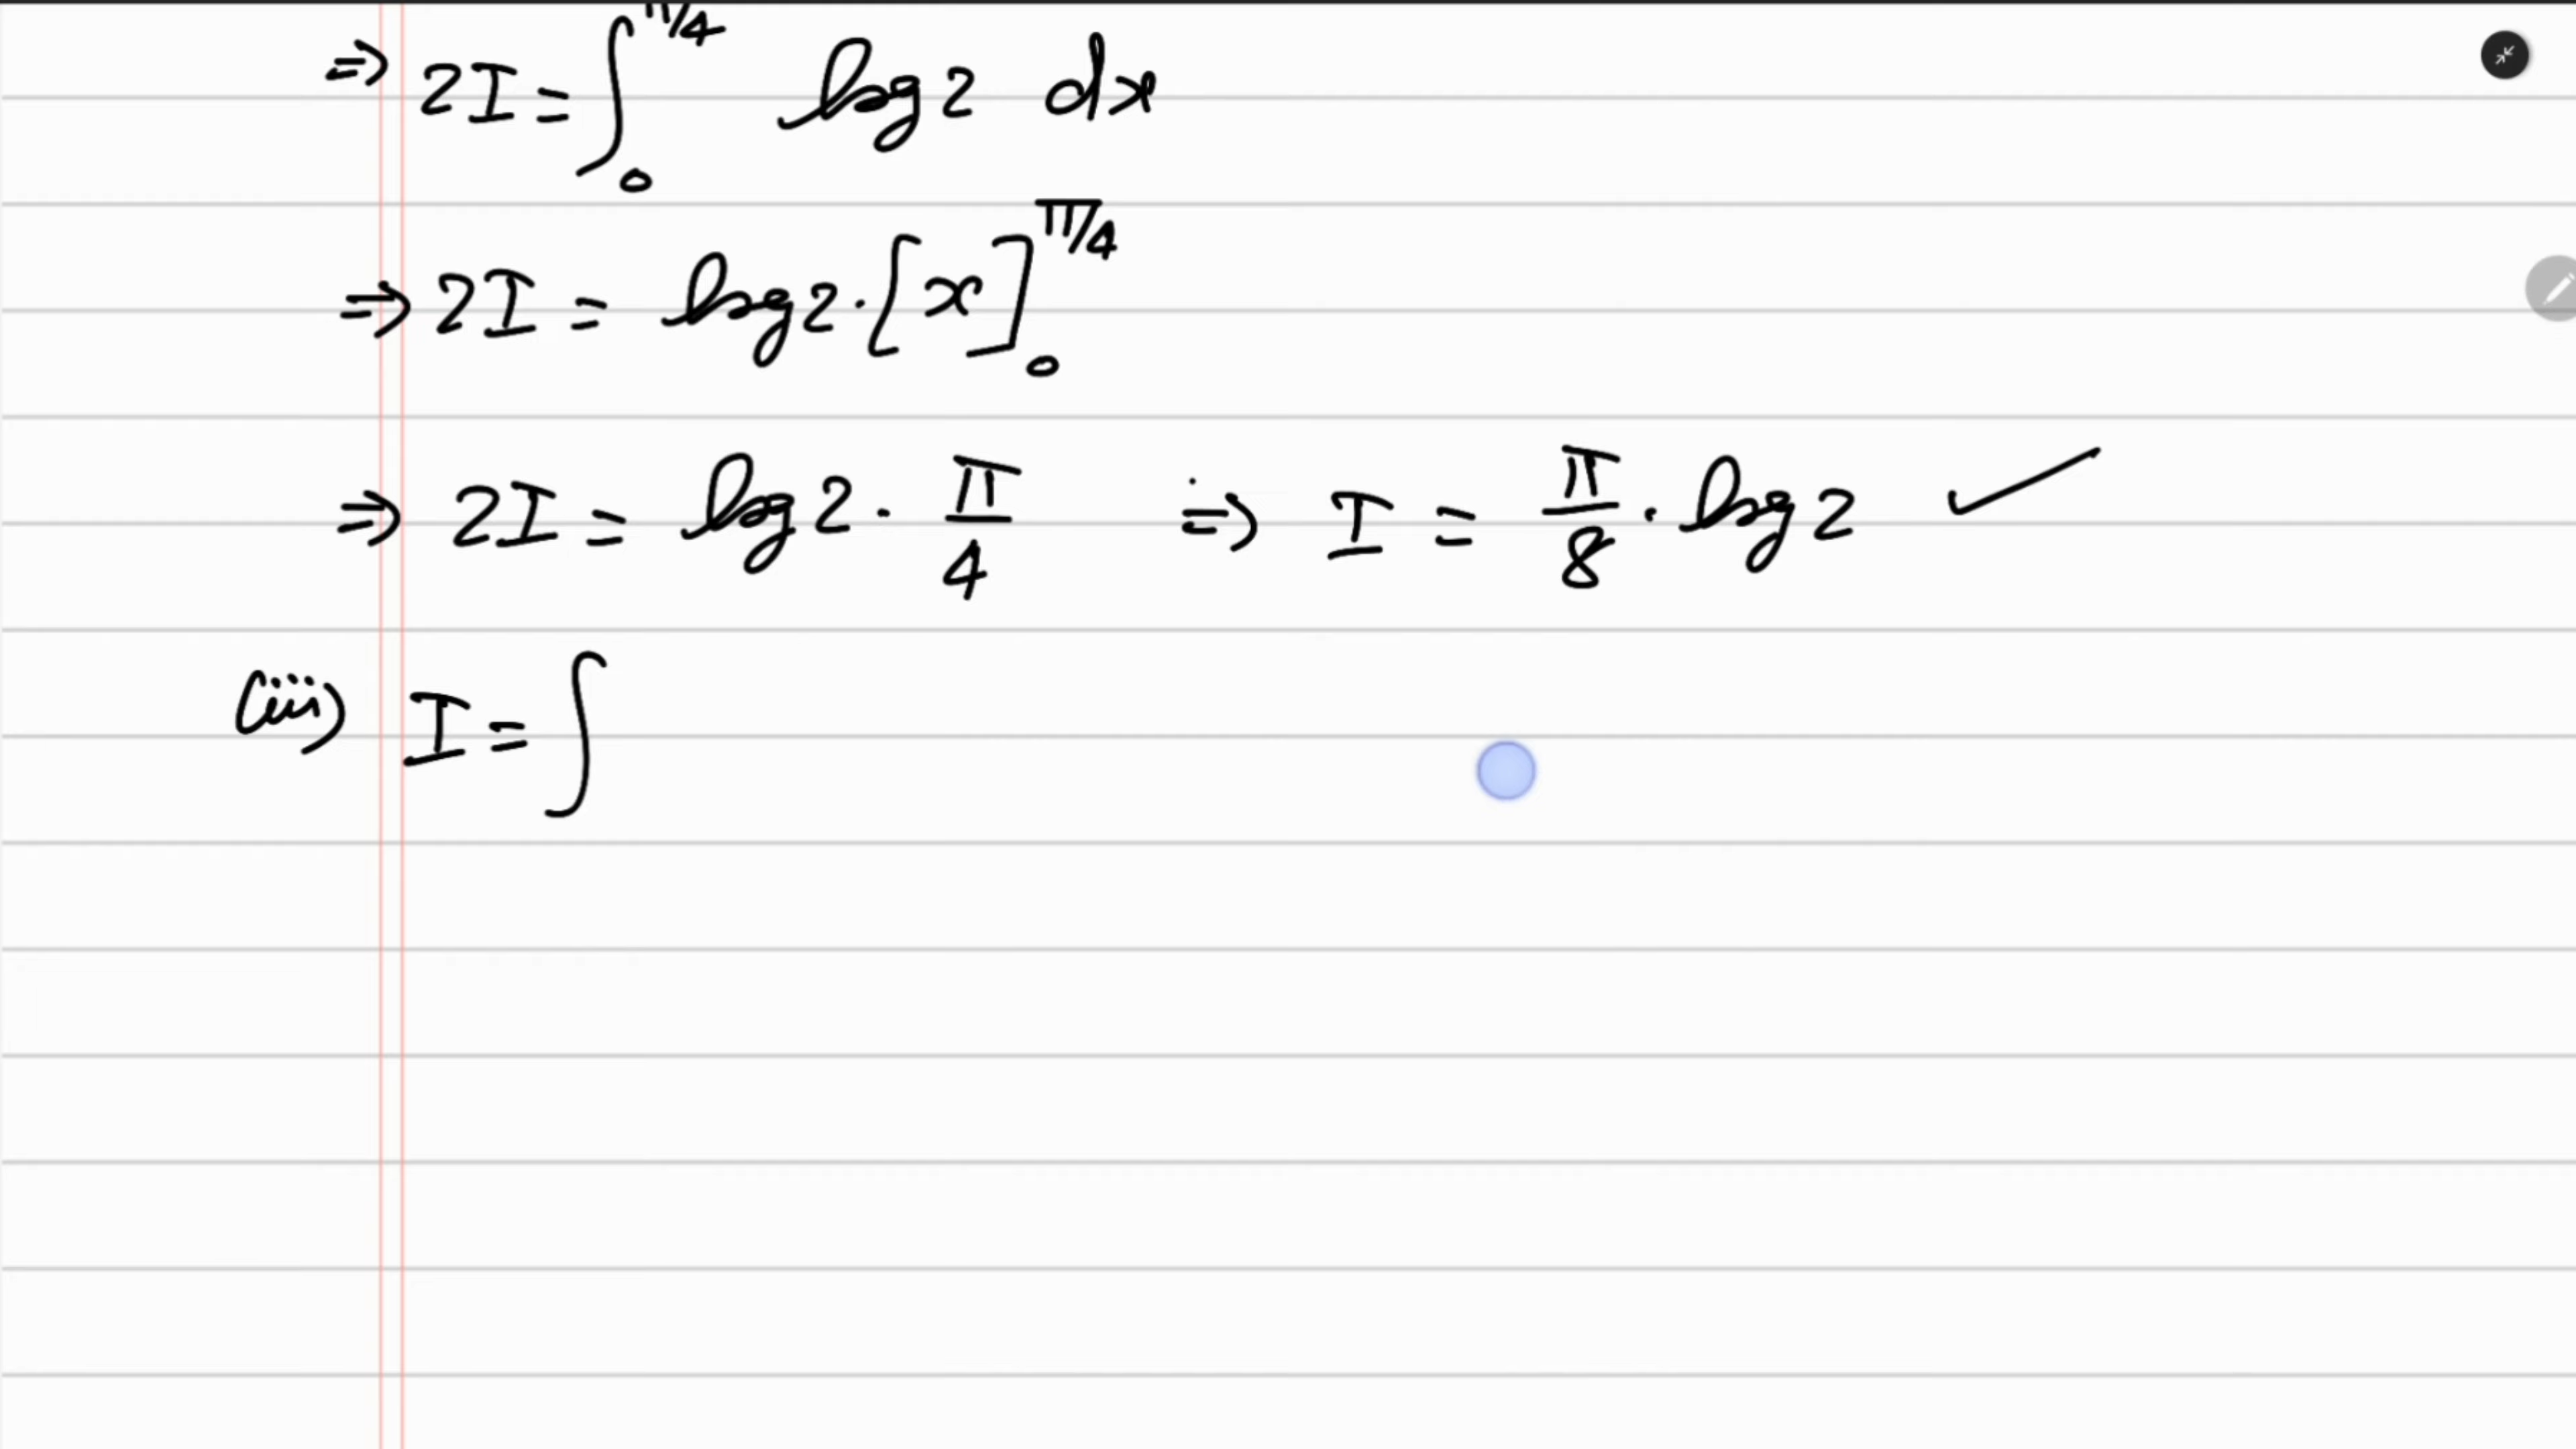 ⇒ 2I = ∫₀^π/4 log 2 dx
⇒ 2I = log 2 · [x]₀^π/4
⇒ 2I = log 2 · π/4 ⇒ I = π/8 · log 2 ✓
(iii) I = ∫